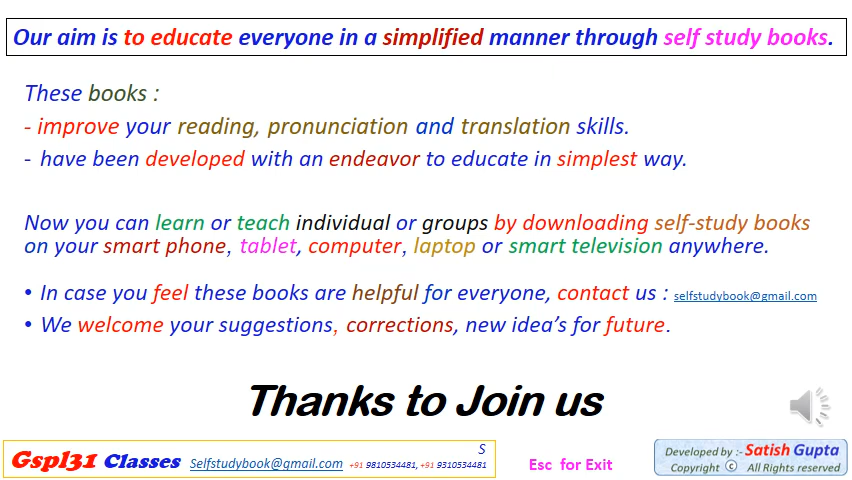 Our aim is to educate everyone in a simplified manner through self study books.
These books :
- improve your reading, pronunciation and translation skills.
- have been developed with an endeavor to educate in simplest way.
Now you can learn or teach individual or groups by downloading self-study books
on your smart phone, tablet, computer, laptop or smart television anywhere.
• In case you feel these books are helpful for everyone, contact us : selfstudybook@gmail.com
• We welcome your suggestions, corrections, new idea’s for future.
Thanks to Join us
S
Gspl31 Classes Selfstudybook@gmail.com +91 9810534481, +91 9310534481
Esc for Exit
Developed by :- Satish Gupta
Copyright © All Rights reserved